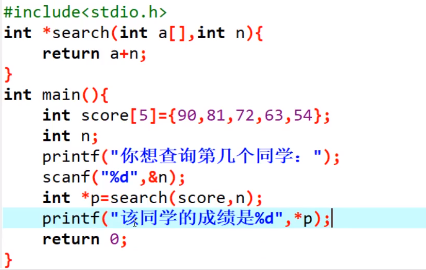 #include<stdio.h>
int *search(int a[],int n){
    return a+n;
}
int main(){
    int score[5]={90,81,72,63,54};
    int n;
    printf("你想查询第几个同学：");
    scanf("%d",&n);
    int *p=search(score,n);
    printf("该同学的成绩是%d",*p);
    return 0;
}